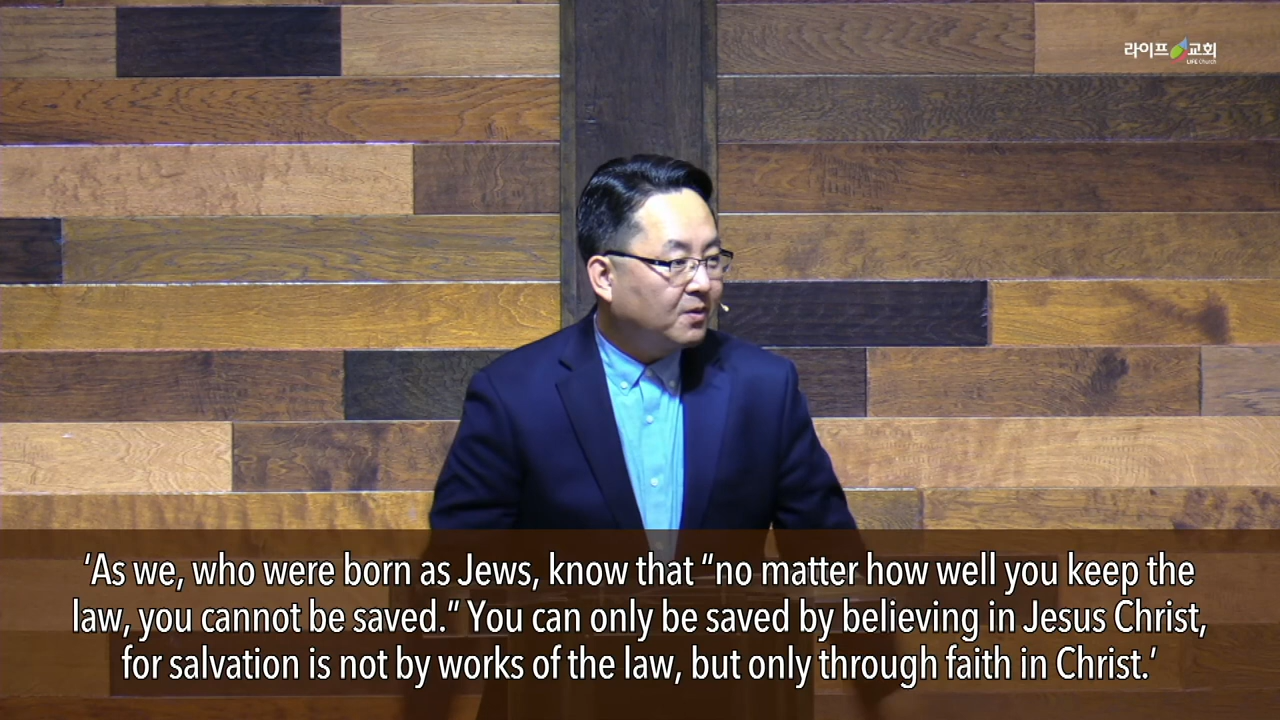 라이프교회
LIFE Church
‘As we, who were born as Jews, know that “no matter how well you keep the
law, you cannot be saved.” You can only be saved by believing in Jesus Christ,
for salvation is not by works of the law, but only through faith in Christ.’